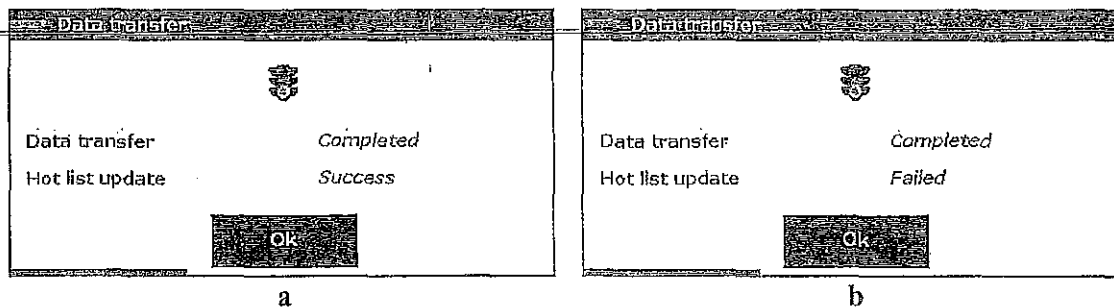 Data transfer
Data transfer Completed
Hot list update Success
Ok
a
Data transfer
Data transfer Completed
Hot list update Failed
Ok
b